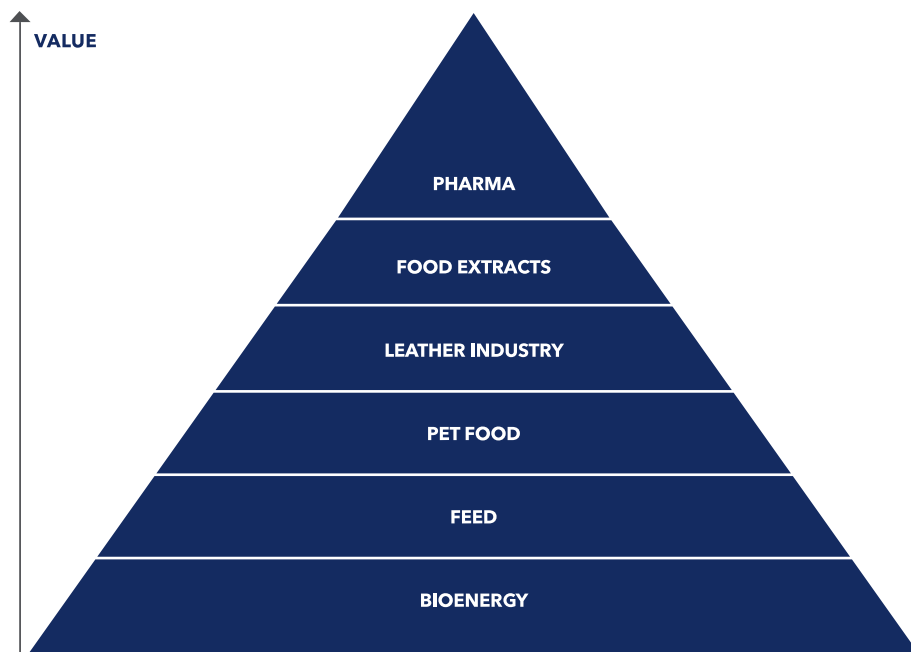 VALUE
PHARMA
FOOD EXTRACTS
LEATHER INDUSTRY
PET FOOD
FEED
BIOENERGY